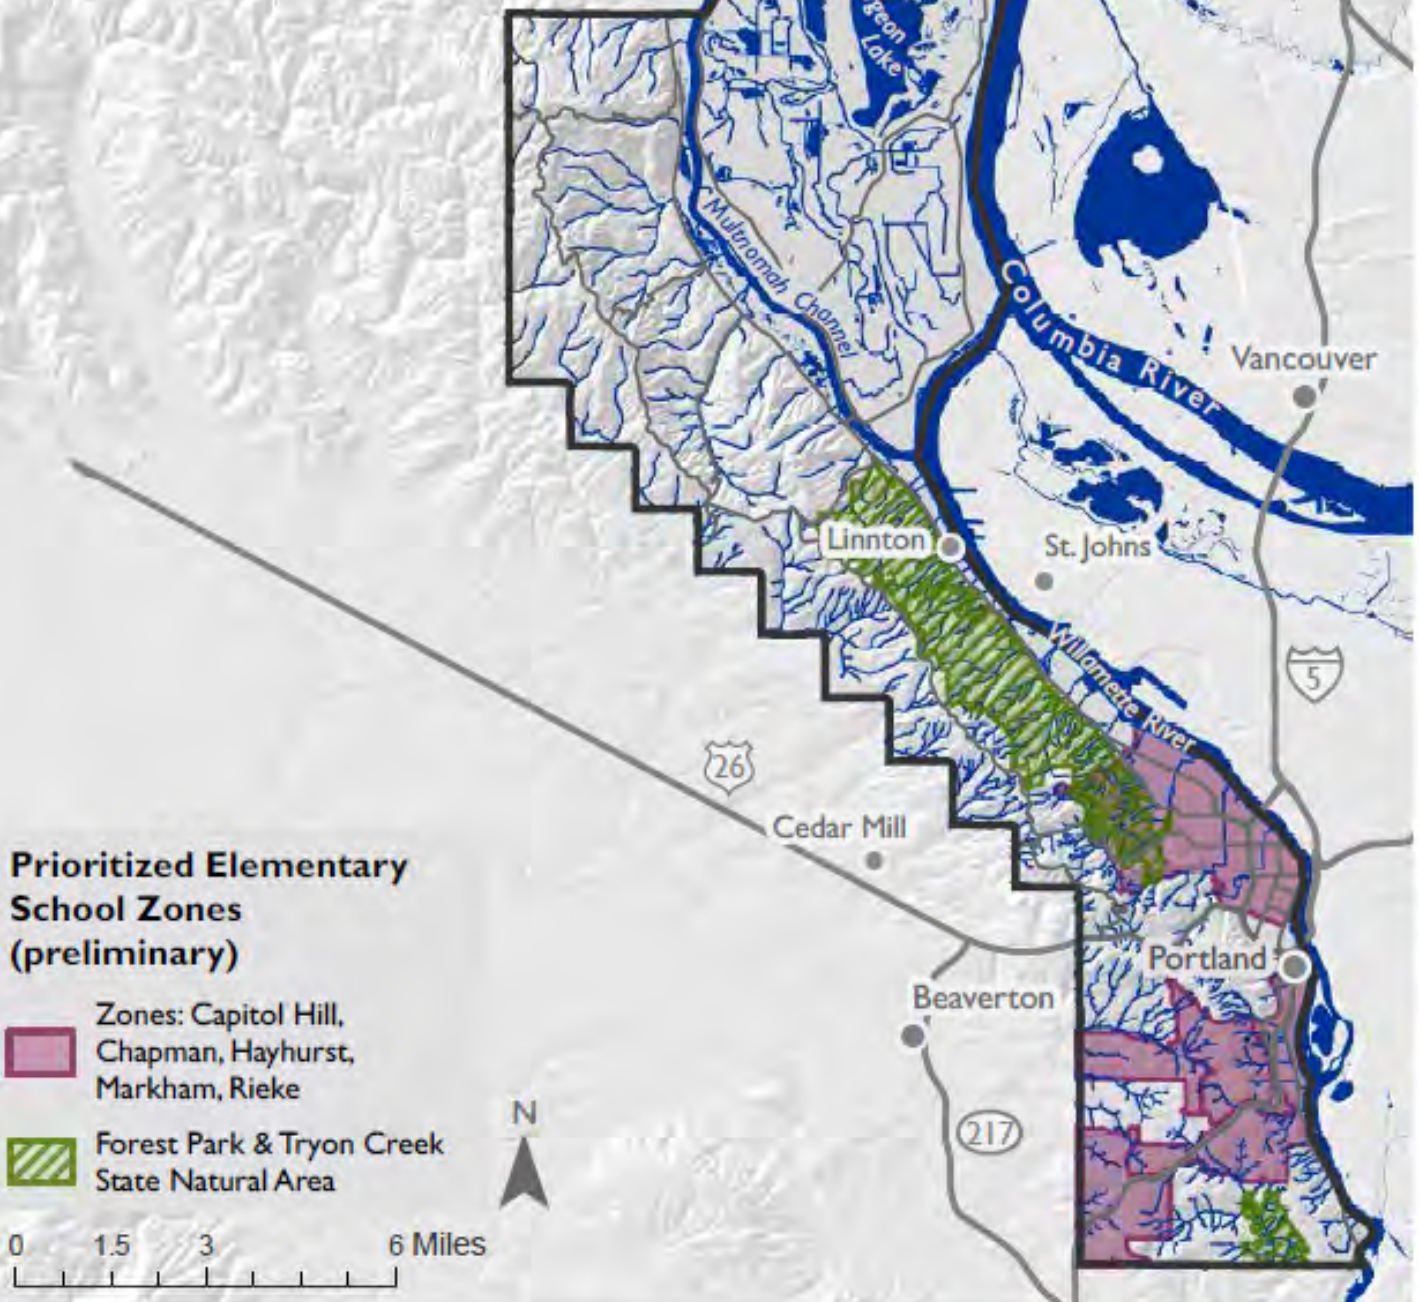 geon
Lake
Multnomah Channel
Columbia River
Vancouver
Linnton
St. Johns
Willamette River
5
26
Cedar Mill
Portland
Beaverton
217
Prioritized Elementary
School Zones
(preliminary)
Zones: Capitol Hill,
Chapman, Hayhurst,
Markham, Rieke
Forest Park & Tryon Creek
State Natural Area
N
0 1.5 3 6 Miles